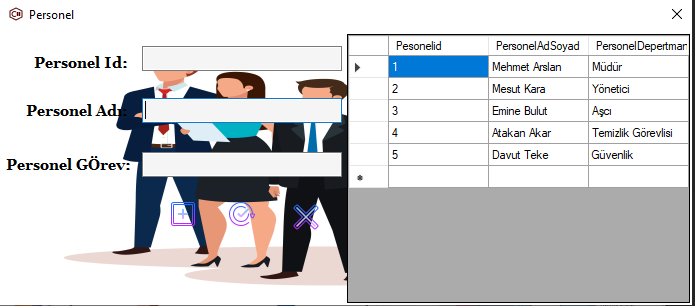 Personel
Personel Id:
Personel Adı:
Personel GÖrev:
Pesonelid PersonelAdSoyad PersonelDepertman
1 Mehmet Arslan Müdür
2 Mesut Kara Yönetici
3 Emine Bulut Aşcı
4 Atakan Akar Temizlik Görevlisi
5 Davut Teke Güvenlik